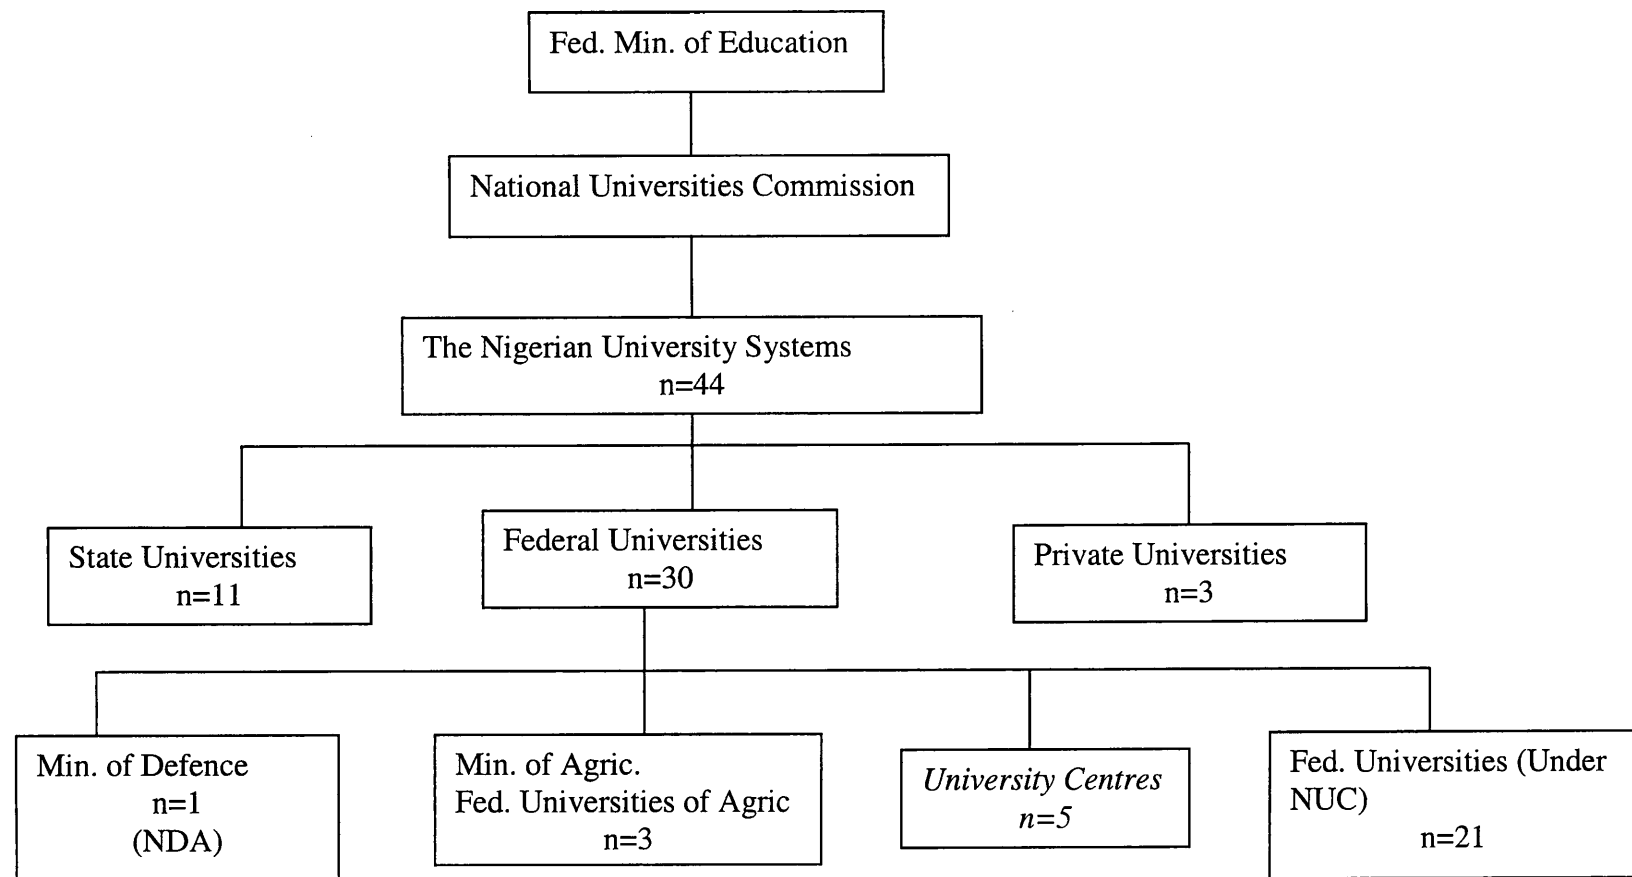 Fed. Min. of Education
National Universities Commission
The Nigerian University Systems
n=44
State Universities
n=11
Federal Universities
n=30
Private Universities
n=3
Min. of Defence
n=1
(NDA)
Min. of Agric.
Fed. Universities of Agric
n=3
University Centres
n=5
Fed. Universities (Under
NUC)
n=21